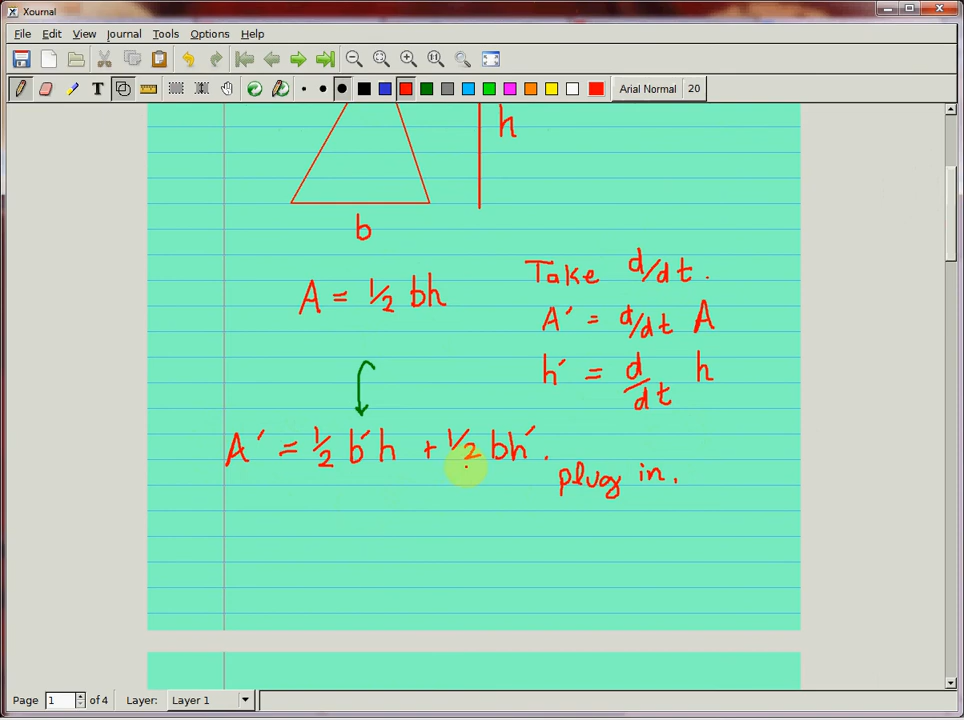 Xournal
File Edit View Journal Tools Options Help
Arial Normal 20
h
b
Take d/dt.
A = 1/2 bh
A' = d/dt A
h' = d/dt h
A' = 1/2 b'h + 1/2 bh'.
plug in.
Page 1 of 4 Layer: Layer 1